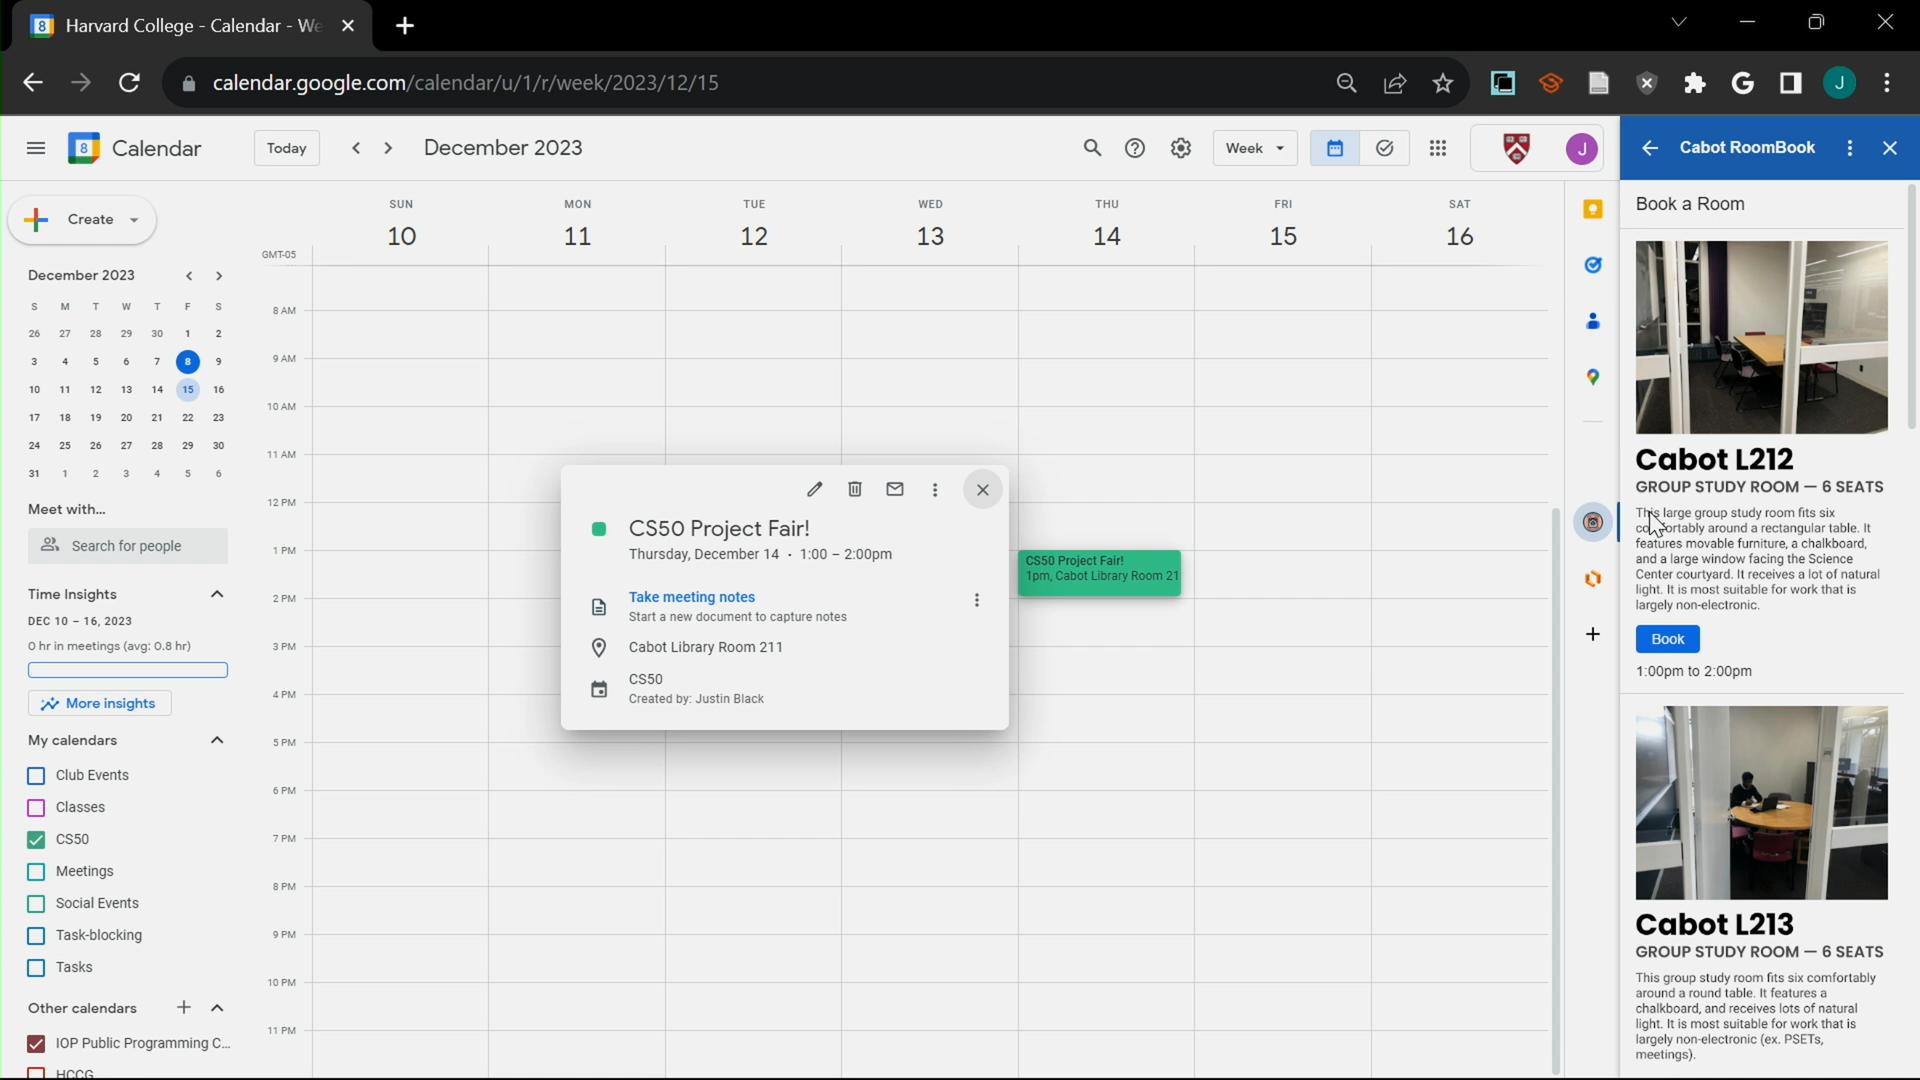 Harvard College - Calendar - We
calendar.google.com/calendar/u/1/r/week/2023/12/15
J
8 Calendar
Today
December 2023
Week
J
Cabot RoomBook
Create
December 2023
S M T W T F S
26 27 28 29 30 1 2
3 4 5 6 7 8 9
10 11 12 13 14 15 16
17 18 19 20 21 22 23
24 25 26 27 28 29 30
31 1 2 3 4 5 6
Meet with...
Search for people
Time Insights
DEC 10 – 16, 2023
0 hr in meetings (avg: 0.8 hr)
More insights
My calendars
Club Events
Classes
CS50
Meetings
Social Events
Task-blocking
Tasks
Other calendars
IOP Public Programming C...
HCCG
SUN MON TUE WED THU FRI SAT
10 11 12 13 14 15 16
GMT-05
8 AM
9 AM
10 AM
11 AM
12 PM
1 PM
2 PM
3 PM
4 PM
5 PM
6 PM
7 PM
8 PM
9 PM
10 PM
11 PM
CS50 Project Fair!
Thursday, December 14 · 1:00 – 2:00pm
Take meeting notes
Start a new document to capture notes
Cabot Library Room 211
CS50
Created by: Justin Black
CS50 Project Fair!
1pm, Cabot Library Room 21
Book a Room
Cabot L212
GROUP STUDY ROOM — 6 SEATS
This large group study room fits six
comfortably around a rectangular table. It
features movable furniture, a chalkboard,
and a large window facing the Science
Center courtyard. It receives a lot of natural
light. It is most suitable for work that is
largely non-electronic.
Book
1:00pm to 2:00pm
Cabot L213
GROUP STUDY ROOM — 6 SEATS
This group study room fits six comfortably
around a round table. It features a
chalkboard, and receives lots of natural
light. It is most suitable for work that is
largely non-electronic (ex. PSETs,
meetings).